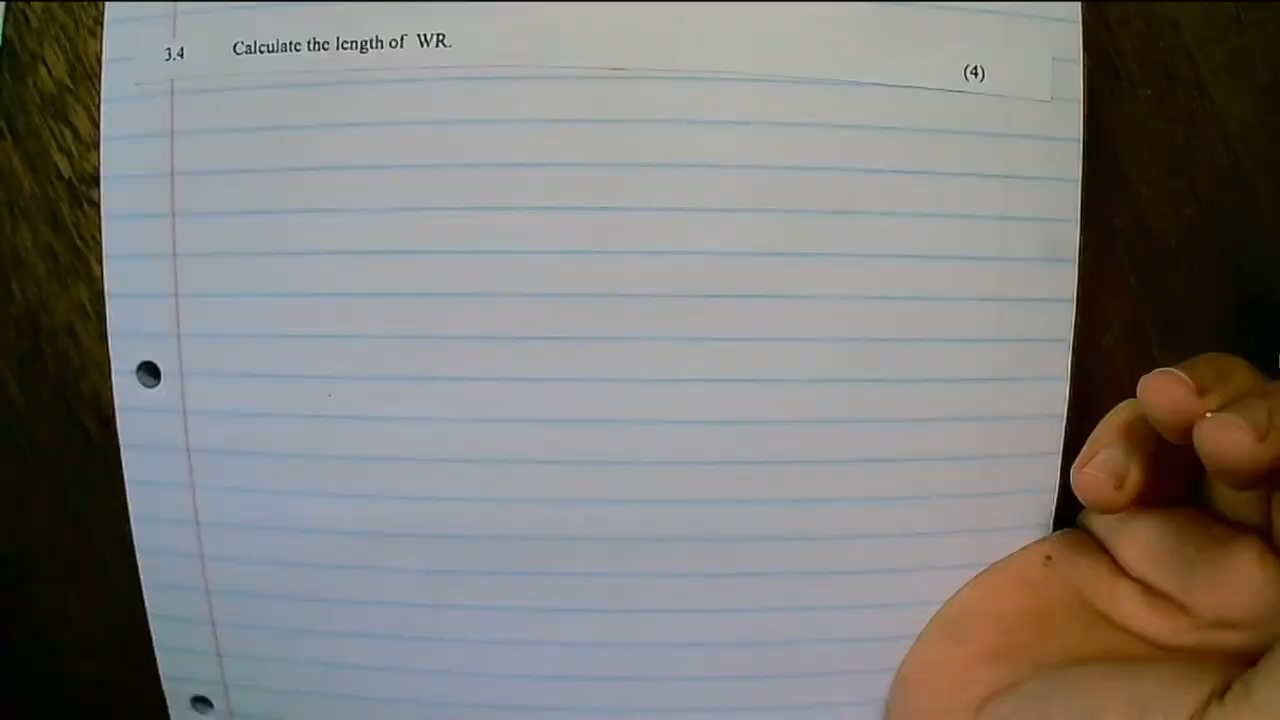 3.4 Calculate the length of WR.
(4)